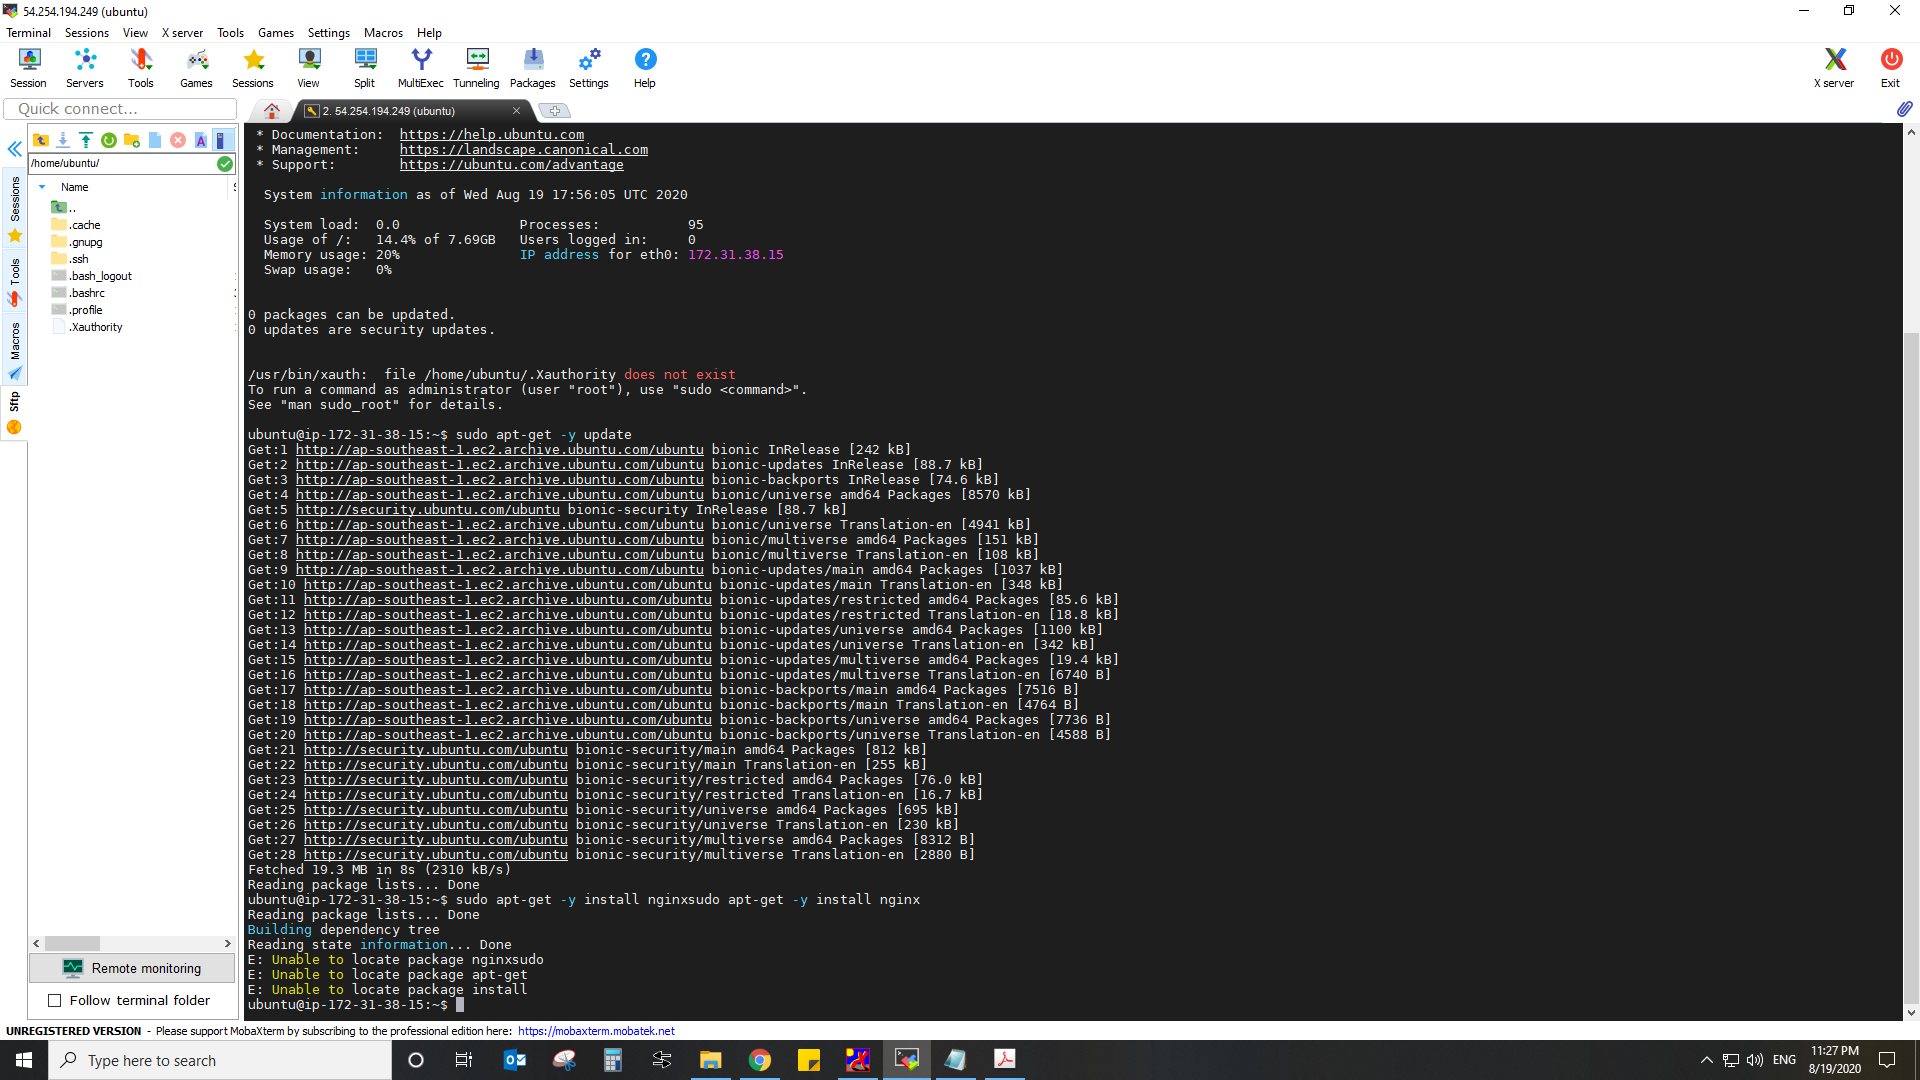 54.254.194.249 (ubuntu)
Terminal Sessions View X server Tools Games Settings Macros Help
Session Servers Tools Games Sessions View Split MultiExec Tunneling Packages Settings Help X server Exit
Quick connect...
2. 54.254.194.249 (ubuntu)
/home/ubuntu/
Name
..
.cache
.gnupg
.ssh
.bash_logout
.bashrc
.profile
.Xauthority
Sessions
Tools
Macros
Sftp
Remote monitoring
Follow terminal folder
* Documentation: https://help.ubuntu.com
* Management: https://landscape.canonical.com
* Support: https://ubuntu.com/advantage
System information as of Wed Aug 19 17:56:05 UTC 2020
System load: 0.0 Processes: 95
Usage of /: 14.4% of 7.69GB Users logged in: 0
Memory usage: 20% IP address for eth0: 172.31.38.15
Swap usage: 0%
0 packages can be updated.
0 updates are security updates.
/usr/bin/xauth: file /home/ubuntu/.Xauthority does not exist
To run a command as administrator (user "root"), use "sudo <command>".
See "man sudo_root" for details.
ubuntu@ip-172-31-38-15:~$ sudo apt-get -y update
Get:1 http://ap-southeast-1.ec2.archive.ubuntu.com/ubuntu bionic InRelease [242 kB]
Get:2 http://ap-southeast-1.ec2.archive.ubuntu.com/ubuntu bionic-updates InRelease [88.7 kB]
Get:3 http://ap-southeast-1.ec2.archive.ubuntu.com/ubuntu bionic-backports InRelease [74.6 kB]
Get:4 http://ap-southeast-1.ec2.archive.ubuntu.com/ubuntu bionic/universe amd64 Packages [8570 kB]
Get:5 http://security.ubuntu.com/ubuntu bionic-security InRelease [88.7 kB]
Get:6 http://ap-southeast-1.ec2.archive.ubuntu.com/ubuntu bionic/universe Translation-en [4941 kB]
Get:7 http://ap-southeast-1.ec2.archive.ubuntu.com/ubuntu bionic/multiverse amd64 Packages [151 kB]
Get:8 http://ap-southeast-1.ec2.archive.ubuntu.com/ubuntu bionic/multiverse Translation-en [108 kB]
Get:9 http://ap-southeast-1.ec2.archive.ubuntu.com/ubuntu bionic-updates/main amd64 Packages [1037 kB]
Get:10 http://ap-southeast-1.ec2.archive.ubuntu.com/ubuntu bionic-updates/main Translation-en [348 kB]
Get:11 http://ap-southeast-1.ec2.archive.ubuntu.com/ubuntu bionic-updates/restricted amd64 Packages [85.6 kB]
Get:12 http://ap-southeast-1.ec2.archive.ubuntu.com/ubuntu bionic-updates/restricted Translation-en [18.8 kB]
Get:13 http://ap-southeast-1.ec2.archive.ubuntu.com/ubuntu bionic-updates/universe amd64 Packages [1100 kB]
Get:14 http://ap-southeast-1.ec2.archive.ubuntu.com/ubuntu bionic-updates/universe Translation-en [342 kB]
Get:15 http://ap-southeast-1.ec2.archive.ubuntu.com/ubuntu bionic-updates/multiverse amd64 Packages [19.4 kB]
Get:16 http://ap-southeast-1.ec2.archive.ubuntu.com/ubuntu bionic-updates/multiverse Translation-en [6740 B]
Get:17 http://ap-southeast-1.ec2.archive.ubuntu.com/ubuntu bionic-backports/main amd64 Packages [7516 B]
Get:18 http://ap-southeast-1.ec2.archive.ubuntu.com/ubuntu bionic-backports/main Translation-en [4764 B]
Get:19 http://ap-southeast-1.ec2.archive.ubuntu.com/ubuntu bionic-backports/universe amd64 Packages [7736 B]
Get:20 http://ap-southeast-1.ec2.archive.ubuntu.com/ubuntu bionic-backports/universe Translation-en [4588 B]
Get:21 http://security.ubuntu.com/ubuntu bionic-security/main amd64 Packages [812 kB]
Get:22 http://security.ubuntu.com/ubuntu bionic-security/main Translation-en [255 kB]
Get:23 http://security.ubuntu.com/ubuntu bionic-security/restricted amd64 Packages [76.0 kB]
Get:24 http://security.ubuntu.com/ubuntu bionic-security/restricted Translation-en [16.7 kB]
Get:25 http://security.ubuntu.com/ubuntu bionic-security/universe amd64 Packages [695 kB]
Get:26 http://security.ubuntu.com/ubuntu bionic-security/universe Translation-en [230 kB]
Get:27 http://security.ubuntu.com/ubuntu bionic-security/multiverse amd64 Packages [8312 B]
Get:28 http://security.ubuntu.com/ubuntu bionic-security/multiverse Translation-en [2880 B]
Fetched 19.3 MB in 8s (2310 kB/s)
Reading package lists... Done
ubuntu@ip-172-31-38-15:~$ sudo apt-get -y install nginxsudo apt-get -y install nginx
Reading package lists... Done
Building dependency tree
Reading state information... Done
E: Unable to locate package nginxsudo
E: Unable to locate package apt-get
E: Unable to locate package install
ubuntu@ip-172-31-38-15:~$
UNREGISTERED VERSION - Please support MobaXterm by subscribing to the professional edition here: https://mobaxterm.mobatek.net
Type here to search
ENG
11:27 PM
8/19/2020